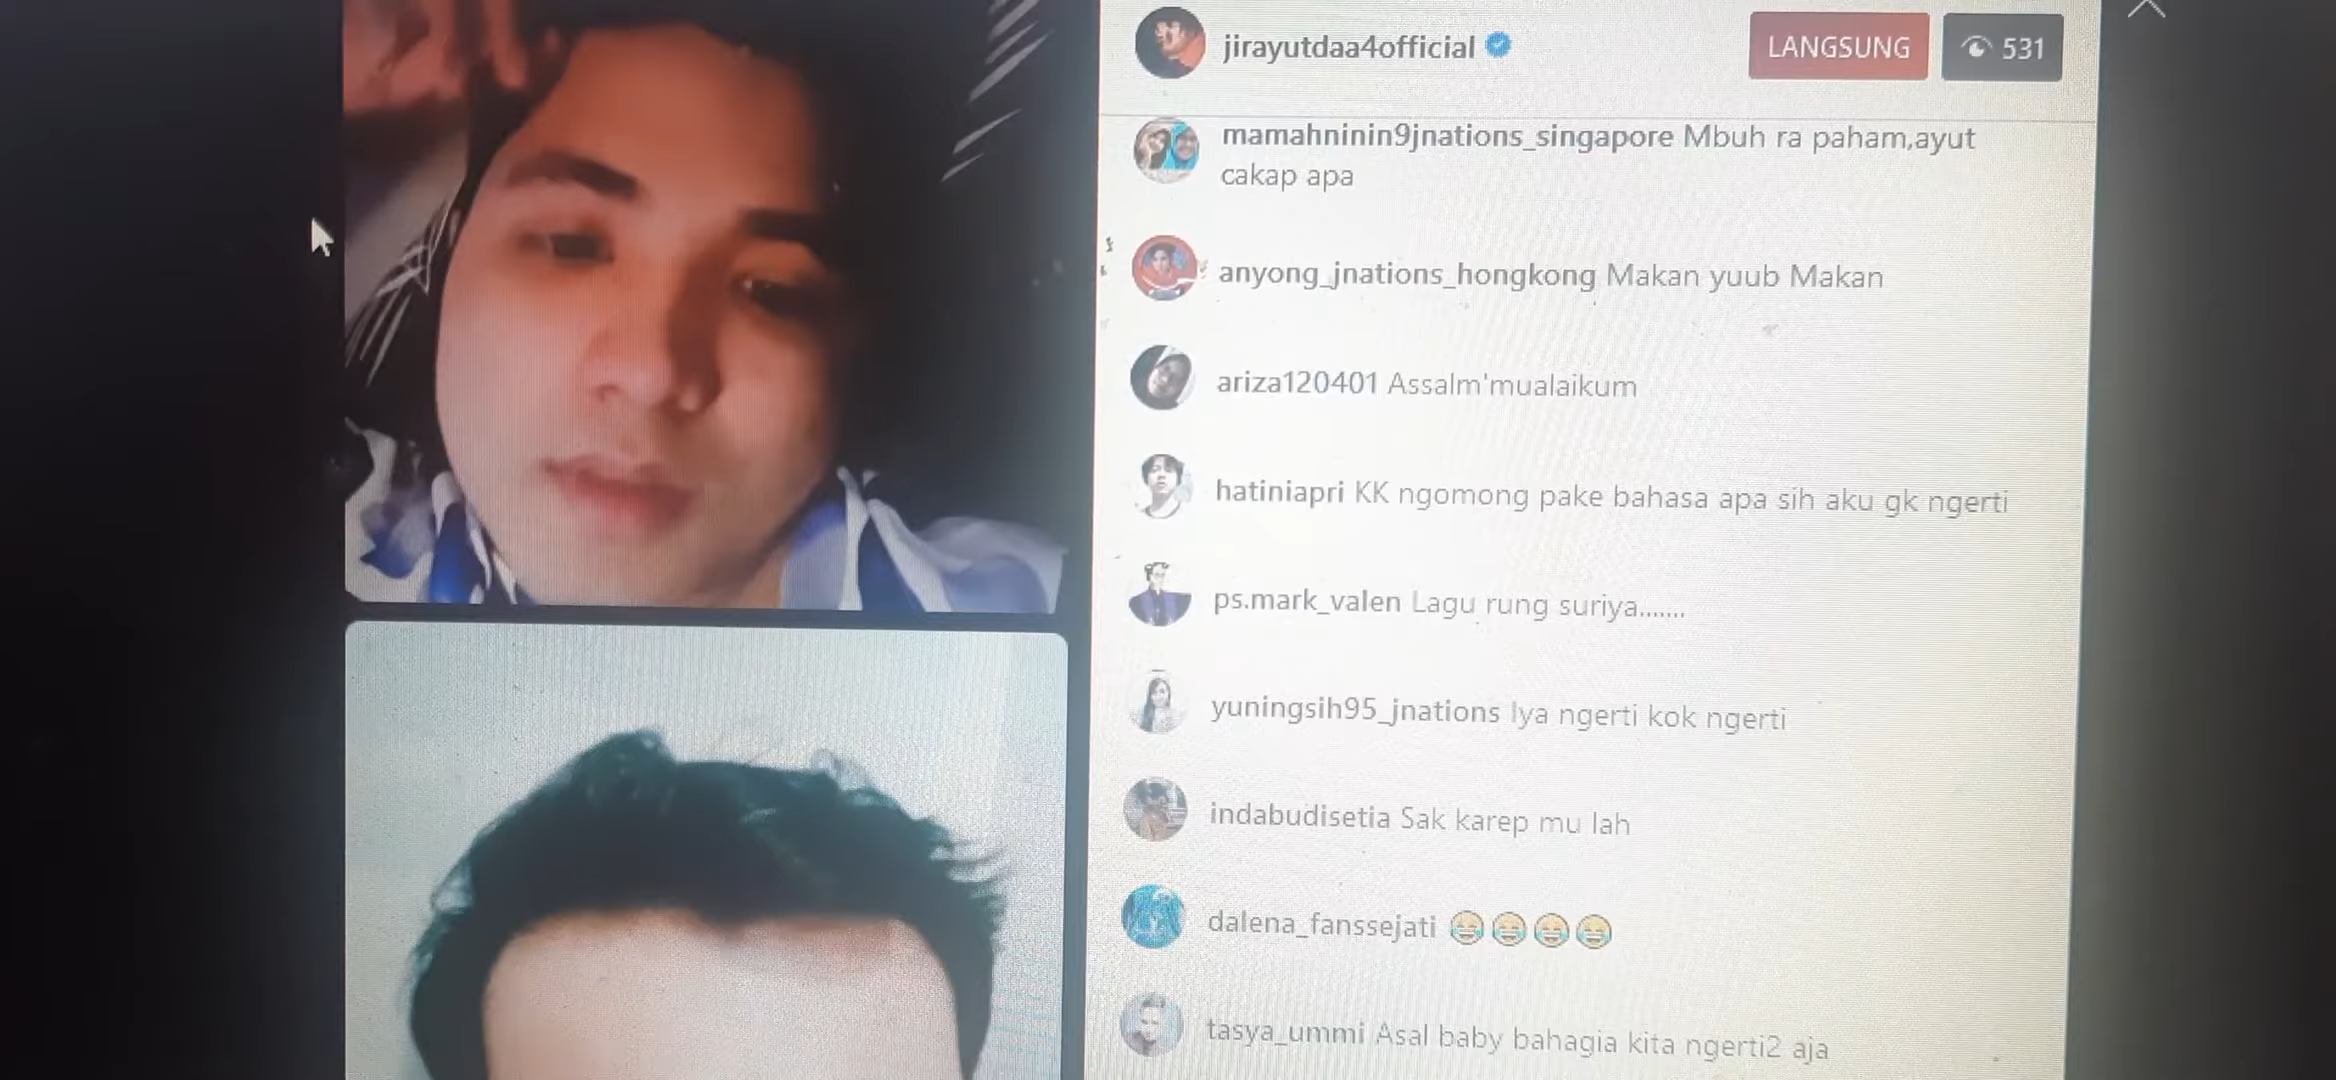 jirayutdaa4official
LANGSUNG
531
mamahninin9jnations_singapore Mbuh ra paham,ayut
cakap apa
anyong_jnations_hongkong Makan yuub Makan
ariza120401 Assalm'mualaikum
hatiniapri KK ngomong pake bahasa apa sih aku gk ngerti
ps.mark_valen Lagu rung suriya.......
yuningsih95_jnations Iya ngerti kok ngerti
indabudisetia Sak karep mu lah
dalena_fanssejati 😂😂😂😂
tasya_ummi Asal baby bahagia kita ngerti2 aja